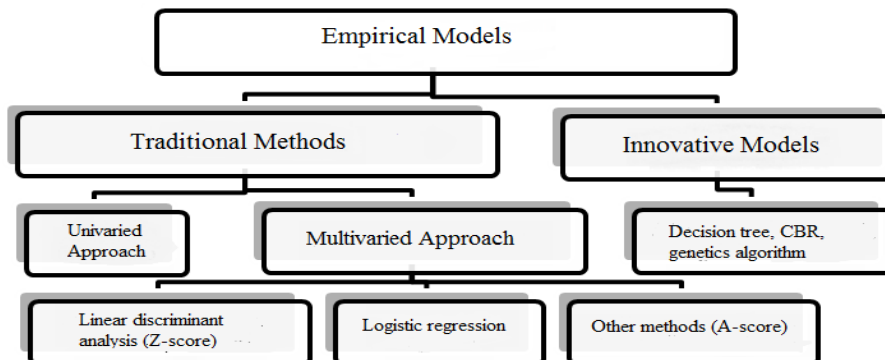 Empirical Models
Traditional Methods
Innovative Models
Univaried
Approach
Multivaried Approach
Decision tree, CBR,
genetics algorithm
Linear discriminant
analysis (Z-score)
Logistic regression
Other methods (A-score)